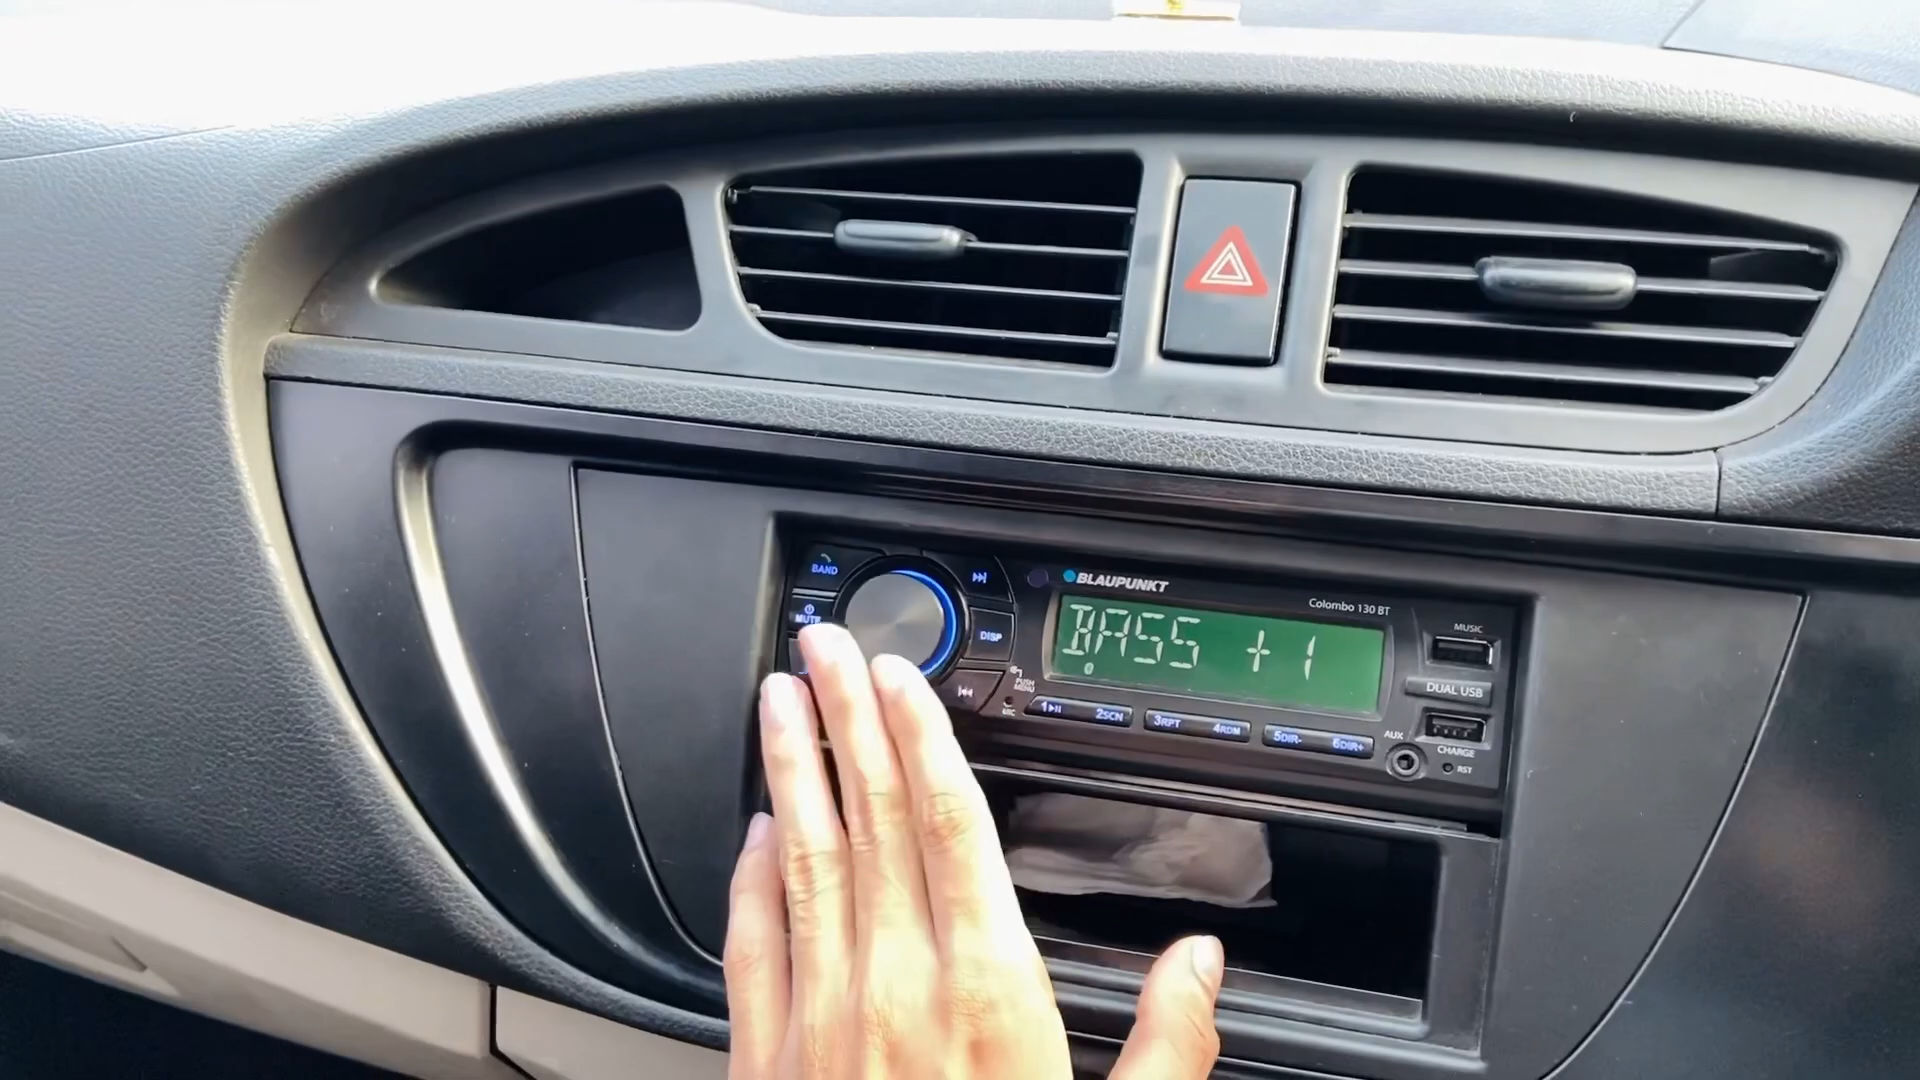 BAND
MUTE
DISP
PUSH
MENU
MIC
BLAUPUNKT
Colombo 130 BT
BASS +1
1
2SCN
3RPT
4RDM
5DIR-
6DIR+
MUSIC
DUAL USB
AUX
CHARGE
RST